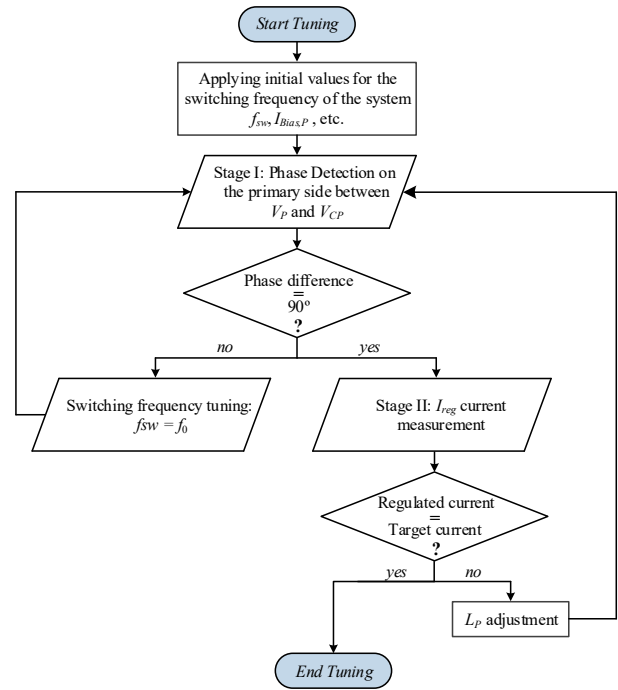 Start Tuning
Applying initial values for the
switching frequency of the system
fsw, IBias,P , etc.
Stage I: Phase Detection on
the primary side between
VP and VCP
Phase difference
=
90º
?
no
yes
Switching frequency tuning:
fsw = f0
Stage II: Ireg current
measurement
Regulated current
=
Target current
?
yes
no
LP adjustment
End Tuning